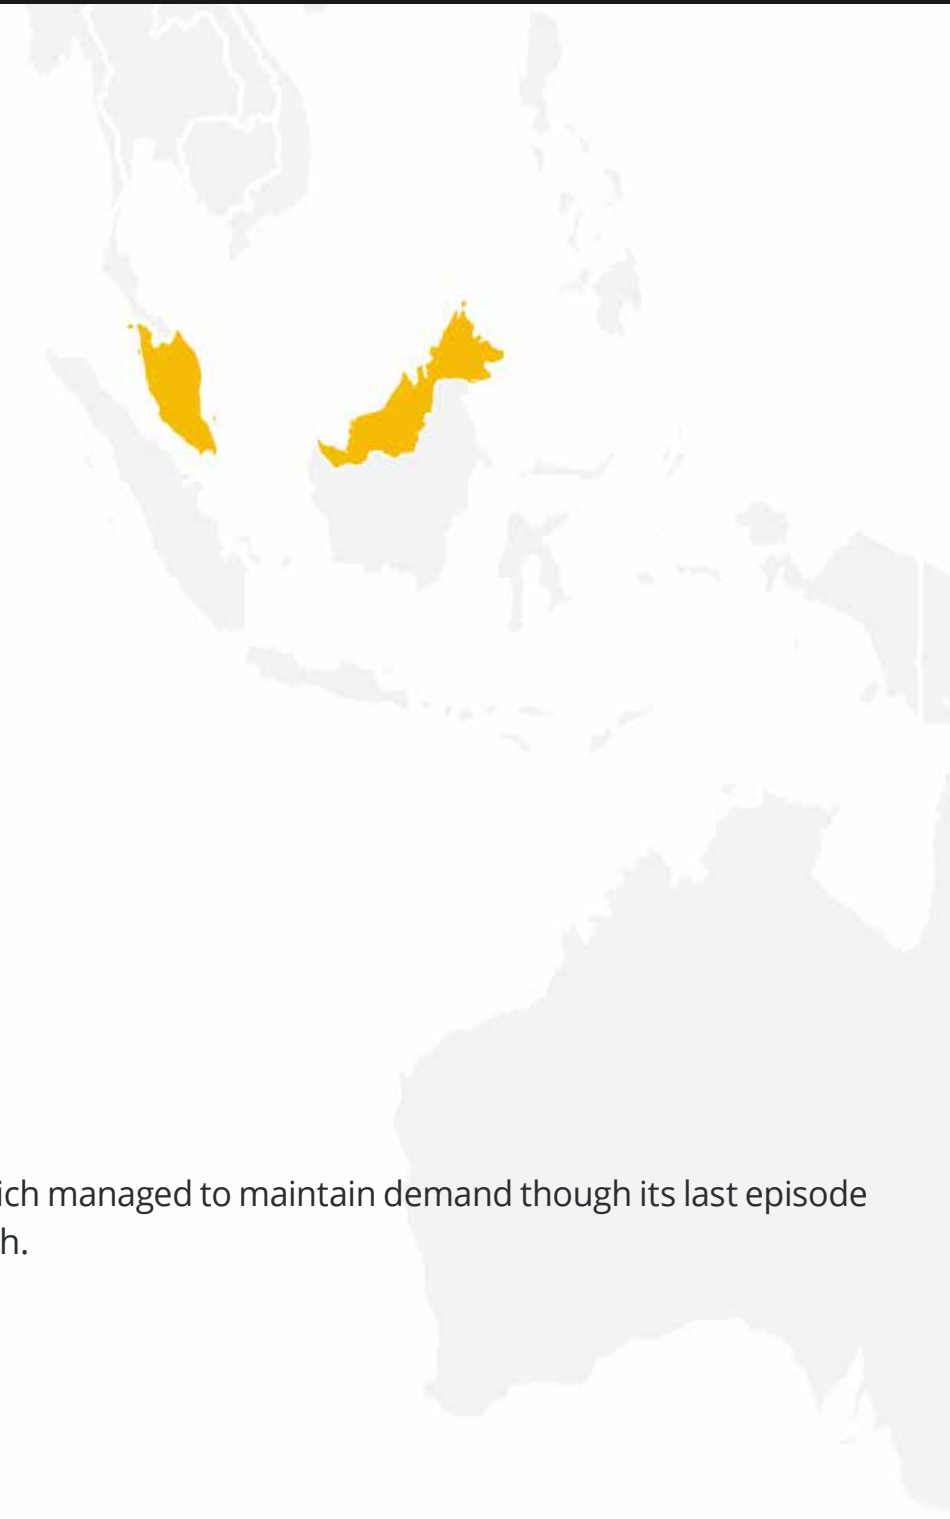 ich managed to maintain demand though its last episode
h.